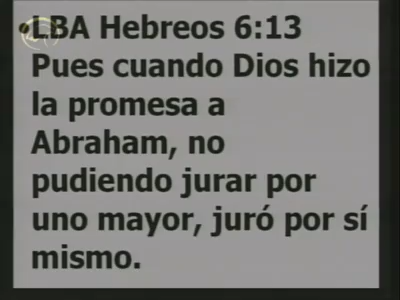 LBA Hebreos 6:13
Pues cuando Dios hizo
la promesa a
Abraham, no
pudiendo jurar por
uno mayor, juró por sí
mismo.